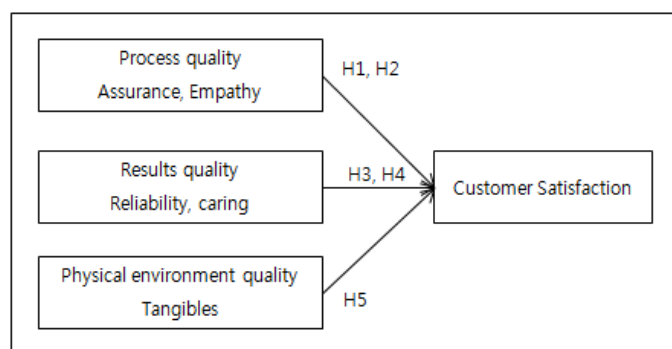 Process quality
Assurance, Empathy
H1, H2
Results quality
Reliability, caring
H3, H4
Customer Satisfaction
Physical environment quality
Tangibles
H5